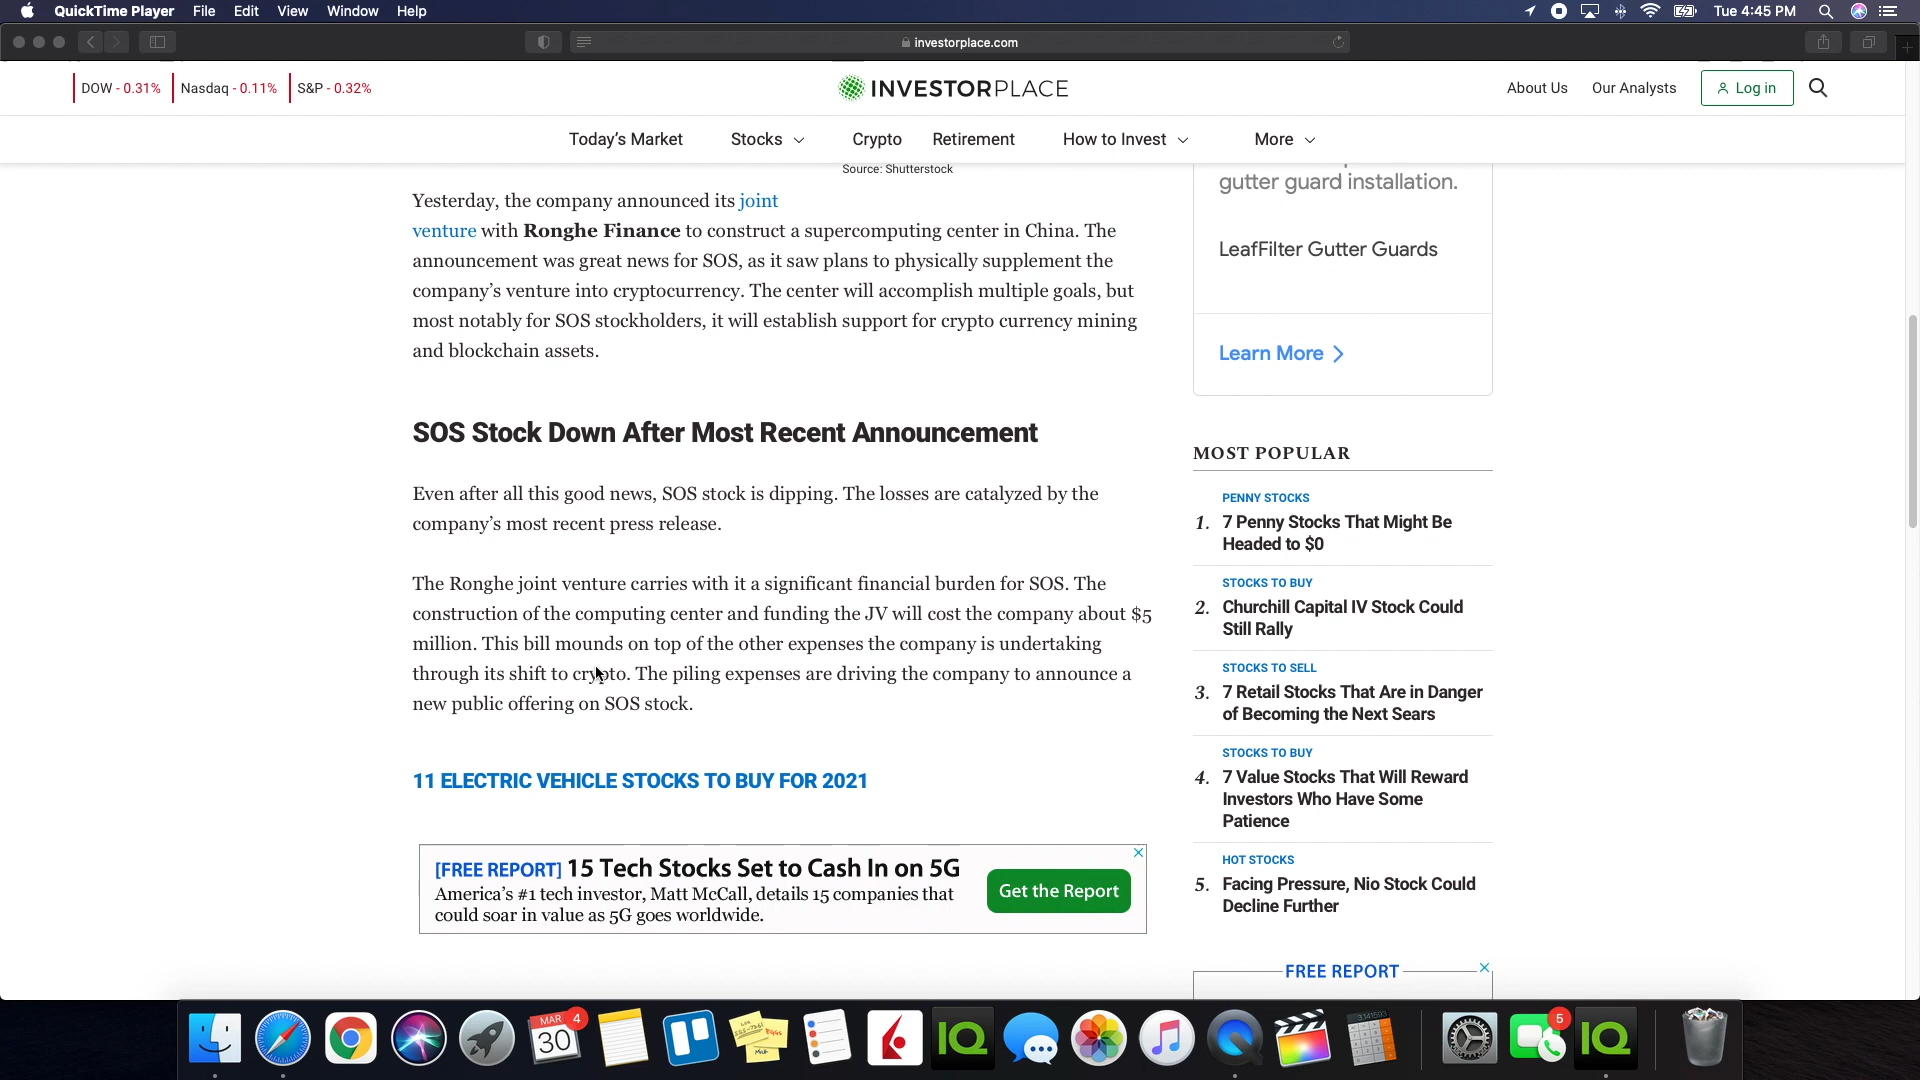 QuickTime Player File Edit View Window Help Tue 4:45 PM
investorplace.com
DOW - 0.31% Nasdaq - 0.11% S&P - 0.32%
INVESTORPLACE
About Us Our Analysts Log in
Today's Market Stocks Crypto Retirement How to Invest More
Source: Shutterstock
Yesterday, the company announced its joint
venture with Ronghe Finance to construct a supercomputing center in China. The
announcement was great news for SOS, as it saw plans to physically supplement the
company's venture into cryptocurrency. The center will accomplish multiple goals, but
most notably for SOS stockholders, it will establish support for crypto currency mining
and blockchain assets.
SOS Stock Down After Most Recent Announcement
Even after all this good news, SOS stock is dipping. The losses are catalyzed by the
company's most recent press release.
The Ronghe joint venture carries with it a significant financial burden for SOS. The
construction of the computing center and funding the JV will cost the company about $5
million. This bill mounds on top of the other expenses the company is undertaking
through its shift to crypto. The piling expenses are driving the company to announce a
new public offering on SOS stock.
11 ELECTRIC VEHICLE STOCKS TO BUY FOR 2021
[FREE REPORT] 15 Tech Stocks Set to Cash In on 5G
America's #1 tech investor, Matt McCall, details 15 companies that
could soar in value as 5G goes worldwide.
Get the Report
gutter guard installation.
LeafFilter Gutter Guards
Learn More
MOST POPULAR
PENNY STOCKS
1. 7 Penny Stocks That Might Be
Headed to $0
STOCKS TO BUY
2. Churchill Capital IV Stock Could
Still Rally
STOCKS TO SELL
3. 7 Retail Stocks That Are in Danger
of Becoming the Next Sears
STOCKS TO BUY
4. 7 Value Stocks That Will Reward
Investors Who Have Some
Patience
HOT STOCKS
5. Facing Pressure, Nio Stock Could
Decline Further
FREE REPORT
MAR 4
30
IQ
5
IQ